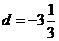 d = −3 1/3